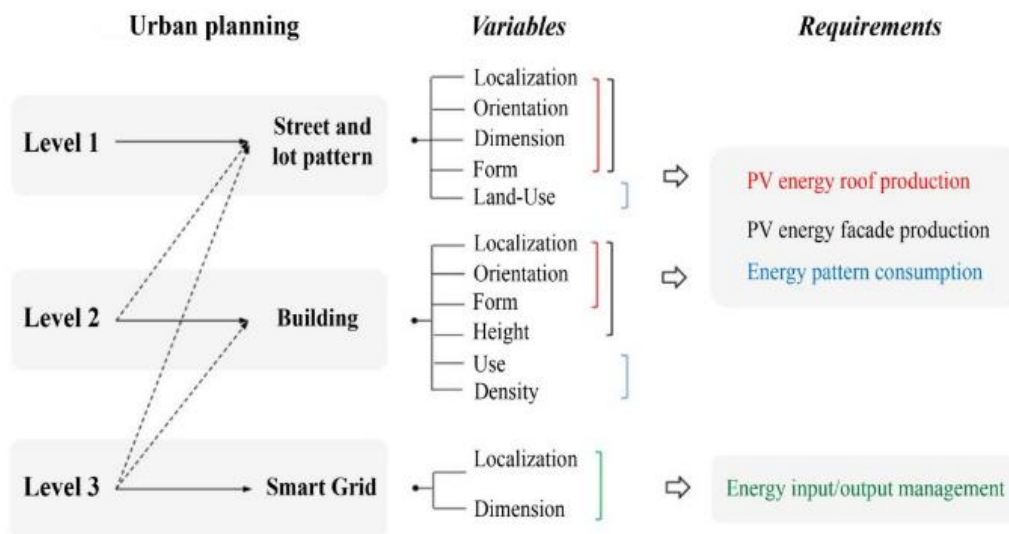 Urban planning
Variables
Requirements
Level 1
Street and
lot pattern
Localization
Orientation
Dimension
Form
Land-Use
Level 2
Building
Localization
Orientation
Form
Height
Use
Density
PV energy roof production
PV energy facade production
Energy pattern consumption
Level 3
Smart Grid
Localization
Dimension
Energy input/output management